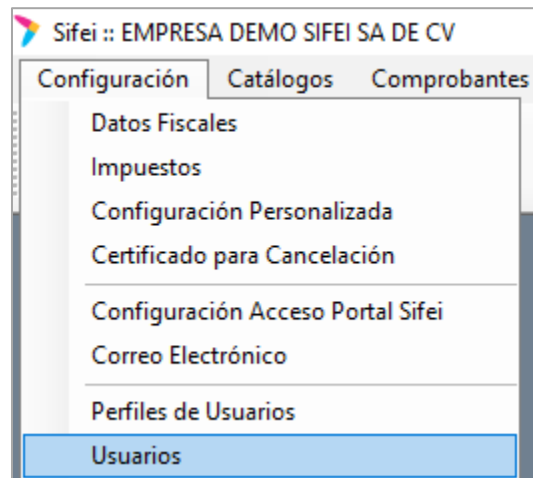 Sifei :: EMPRESA DEMO SIFEI SA DE CV
Configuración Catálogos Comprobantes
Datos Fiscales
Impuestos
Configuración Personalizada
Certificado para Cancelación
Configuración Acceso Portal Sifei
Correo Electrónico
Perfiles de Usuarios
Usuarios